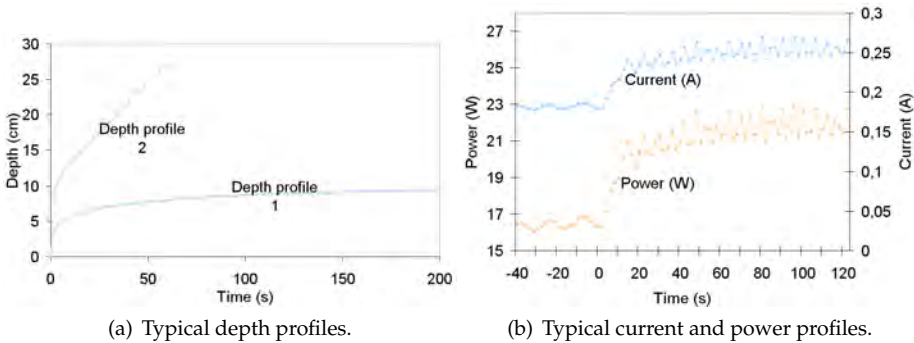 30
25
20
15
10
5
0
Depth (cm)
Depth profile
2
Depth profile
1
0 50 100 150 200
Time (s)
(a) Typical depth profiles.
27
25
23
21
19
17
15
Power (W)
Current (A)
Power (W)
0,3
0,25
0,2
0,15
0,1
0,05
0
Current (A)
-40 -20 0 20 40 60 80 100 120
Time (s)
(b) Typical current and power profiles.